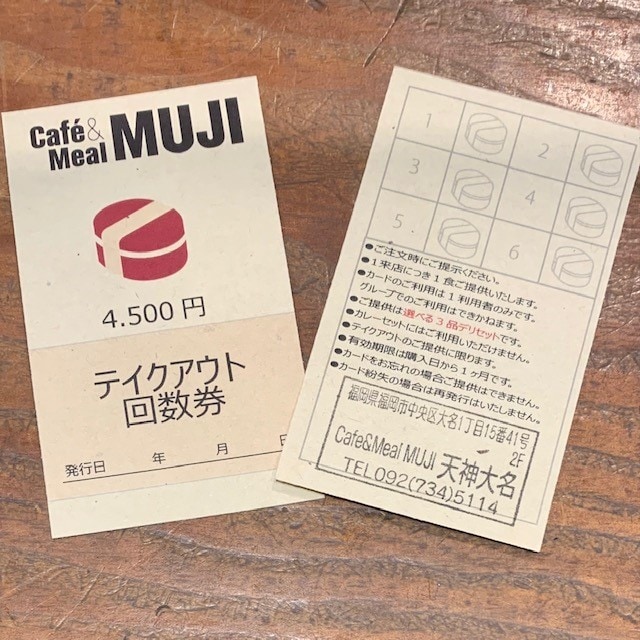 Café&
Meal MUJI
4.500 円
テイクアウト
回数券
発行日 年 月 日
1 2
3 4
5 6
●ご注文時にご提示ください。
●1来店につき1食ご提供いたします。
●カードのご利用は1利用者のみです。
グループでのご利用はできかねます。
●ご提供は選べる3品デリセットです。
●カレーセットにはご利用いただけません。
●テイクアウトのご提供に限ります。
●有効期限は購入日から1ヶ月です。
●カードをお忘れの場合ご提供はできません。
●カード紛失の場合は再発行はいたしません。
福岡県福岡市中央区大名1丁目15番41号
2F
Café&Meal MUJI 天神大名
TEL092(734)5114